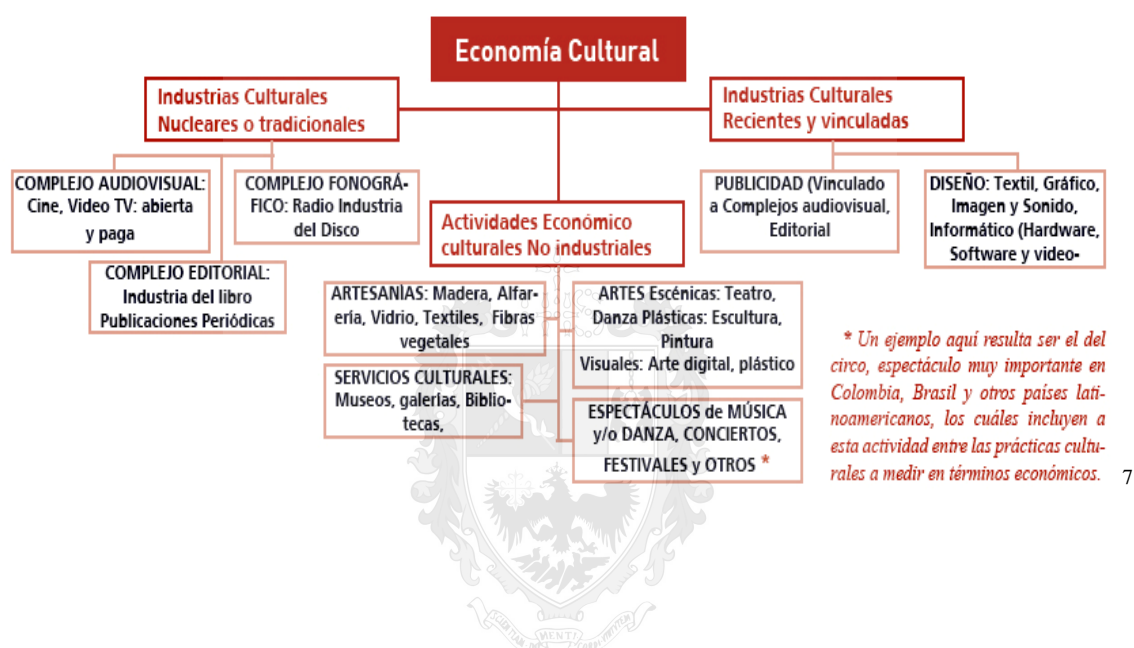 Economía Cultural
Industrias Culturales
Nucleares o tradicionales
Industrias Culturales
Recientes y vinculadas
COMPLEJO AUDIOVISUAL:
Cine, Video TV: abierta
y paga
COMPLEJO FONOGRÁ-
FICO: Radio Industria
del Disco
COMPLEJO EDITORIAL:
Industria del libro
Publicaciones Periódicas
Actividades Económico
culturales No industriales
PUBLICIDAD (Vinculado
a Complejos audiovisual,
Editorial
DISEÑO: Textil, Gráfico,
Imagen y Sonido,
Informático (Hardware,
Software y video-
ARTESANÌAS: Madera, Alfar-
ería, Vidrio, Textiles, Fibras
vegetales
ARTES Escénicas: Teatro,
Danza Plásticas: Escultura,
Pintura
Visuales: Arte digital, plástico
SERVICIOS CULTURALES:
Museos, galerías, Biblio-
tecas,
ESPECTÁCULOS de MÚSICA
y/o DANZA, CONCIERTOS,
FESTIVALES y OTROS *
* Un ejemplo aquí resulta ser el del
circo, espectáculo muy importante en
Colombia, Brasil y otros países lati-
noamericanos, los cuáles incluyen a
esta actividad entre las prácticas cultu-
rales a medir en términos económicos.
7